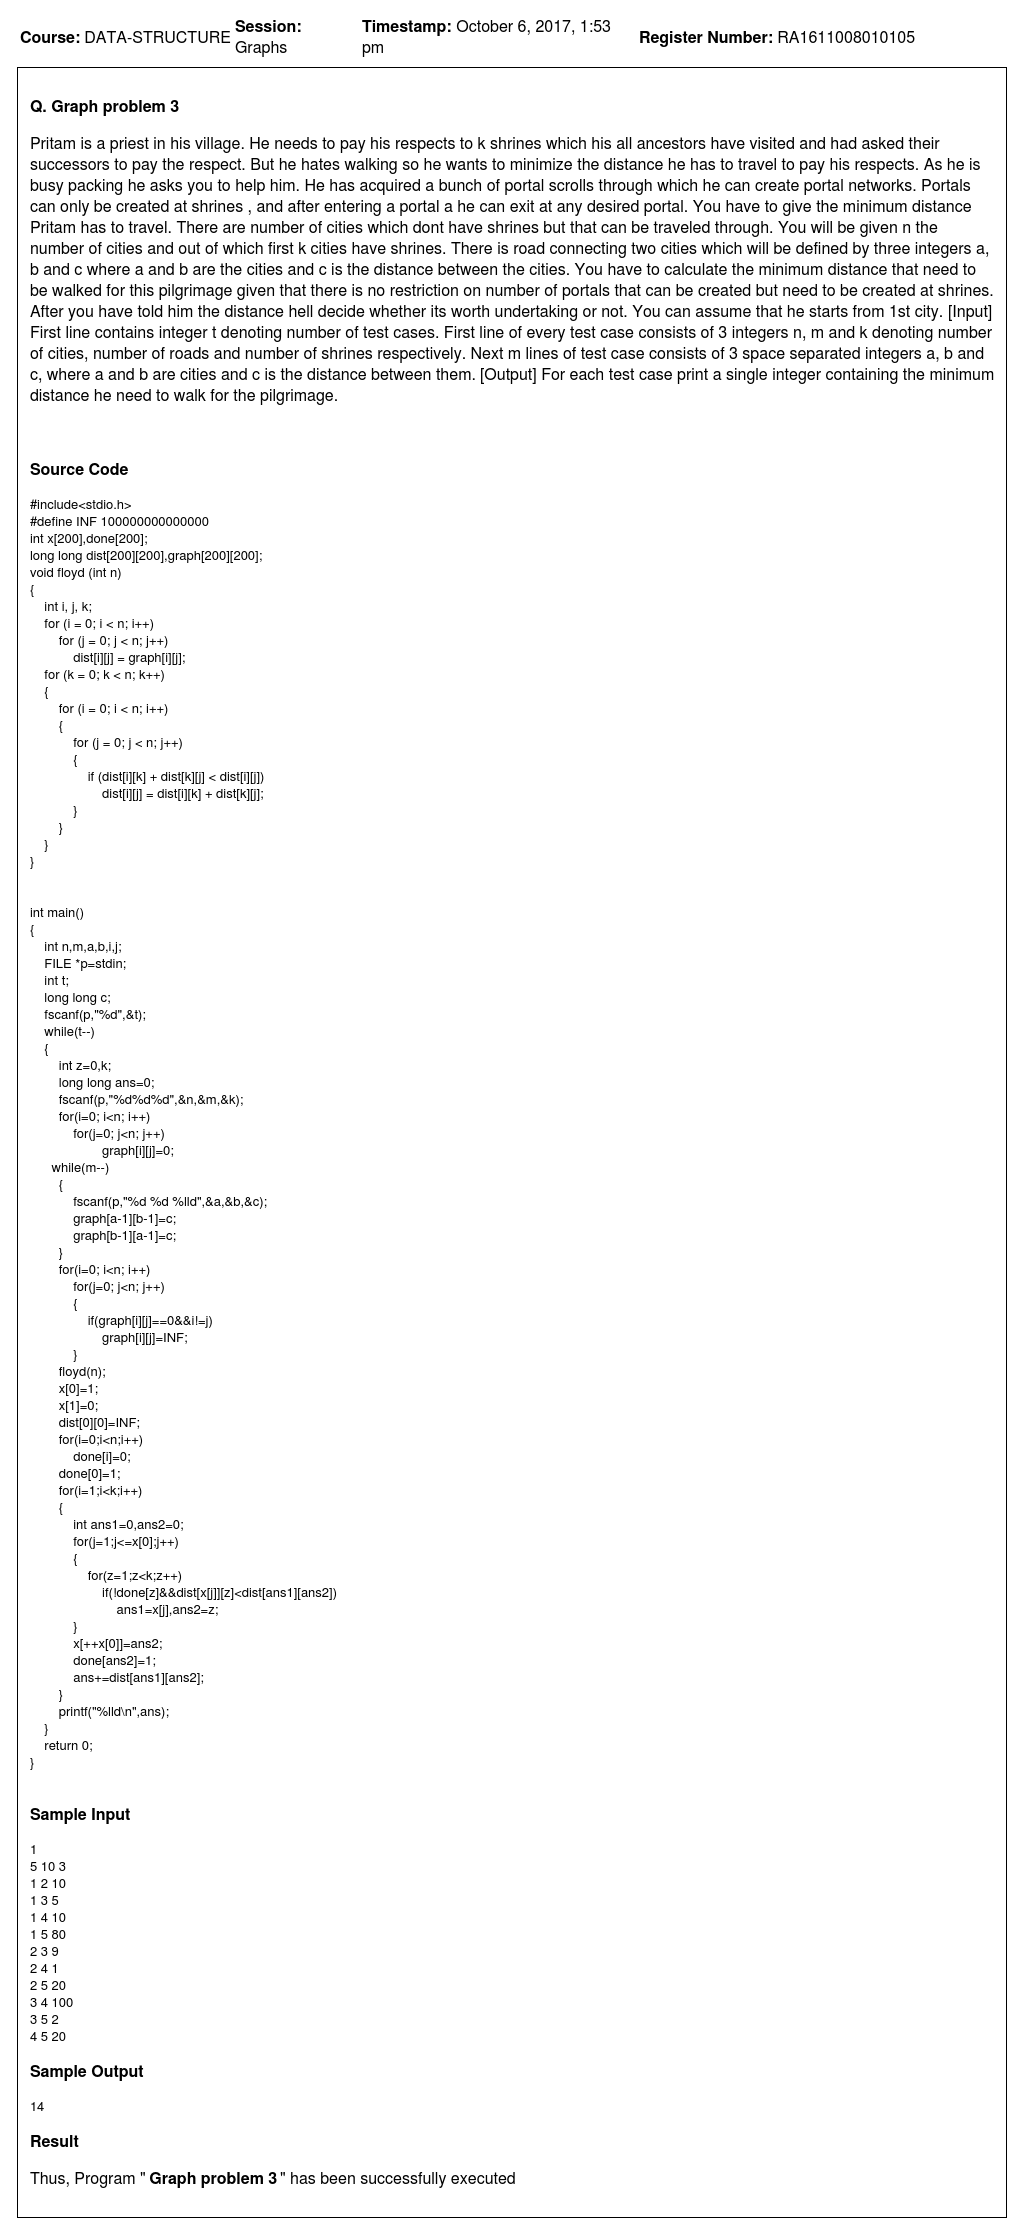 Course: DATA-STRUCTURE Session: Graphs Timestamp: October 6, 2017, 1:53 pm Register Number: RA1611008010105
Q. Graph problem 3
Pritam is a priest in his village. He needs to pay his respects to k shrines which his all ancestors have visited and had asked their
successors to pay the respect. But he hates walking so he wants to minimize the distance he has to travel to pay his respects. As he is
busy packing he asks you to help him. He has acquired a bunch of portal scrolls through which he can create portal networks. Portals
can only be created at shrines , and after entering a portal a he can exit at any desired portal. You have to give the minimum distance
Pritam has to travel. There are number of cities which dont have shrines but that can be traveled through. You will be given n the
number of cities and out of which first k cities have shrines. There is road connecting two cities which will be defined by three integers a,
b and c where a and b are the cities and c is the distance between the cities. You have to calculate the minimum distance that need to
be walked for this pilgrimage given that there is no restriction on number of portals that can be created but need to be created at shrines.
After you have told him the distance hell decide whether its worth undertaking or not. You can assume that he starts from 1st city. [Input]
First line contains integer t denoting number of test cases. First line of every test case consists of 3 integers n, m and k denoting number
of cities, number of roads and number of shrines respectively. Next m lines of test case consists of 3 space separated integers a, b and
c, where a and b are cities and c is the distance between them. [Output] For each test case print a single integer containing the minimum
distance he need to walk for the pilgrimage.
Source Code
#include<stdio.h>
#define INF 100000000000000
int x[200],done[200];
long long dist[200][200],graph[200][200];
void floyd (int n)
{
    int i, j, k;
    for (i = 0; i < n; i++)
        for (j = 0; j < n; j++)
            dist[i][j] = graph[i][j];
    for (k = 0; k < n; k++)
    {
        for (i = 0; i < n; i++)
        {
            for (j = 0; j < n; j++)
            {
                if (dist[i][k] + dist[k][j] < dist[i][j])
                    dist[i][j] = dist[i][k] + dist[k][j];
            }
        }
    }
}
int main()
{
    int n,m,a,b,i,j;
    FILE *p=stdin;
    int t;
    long long c;
    fscanf(p,"%d",&t);
    while(t--)
    {
        int z=0,k;
        long long ans=0;
        fscanf(p,"%d%d%d",&n,&m,&k);
        for(i=0; i<n; i++)
            for(j=0; j<n; j++)
                    graph[i][j]=0;
      while(m--)
        {
            fscanf(p,"%d %d %lld",&a,&b,&c);
            graph[a-1][b-1]=c;
            graph[b-1][a-1]=c;
        }
        for(i=0; i<n; i++)
            for(j=0; j<n; j++)
            {
                if(graph[i][j]==0&&i!=j)
                    graph[i][j]=INF;
            }
        floyd(n);
        x[0]=1;
        x[1]=0;
        dist[0][0]=INF;
        for(i=0;i<n;i++)
            done[i]=0;
        done[0]=1;
        for(i=1;i<k;i++)
        {
            int ans1=0,ans2=0;
            for(j=1;j<=x[0];j++)
            {
                for(z=1;z<k;z++)
                    if(!done[z]&&dist[x[j]][z]<dist[ans1][ans2])
                        ans1=x[j],ans2=z;
            }
            x[++x[0]]=ans2;
            done[ans2]=1;
            ans+=dist[ans1][ans2];
        }
        printf("%lld\n",ans);
    }
    return 0;
}
Sample Input
1
5 10 3
1 2 10
1 3 5
1 4 10
1 5 80
2 3 9
2 4 1
2 5 20
3 4 100
3 5 2
4 5 20
Sample Output
14
Result
Thus, Program " Graph problem 3 " has been successfully executed